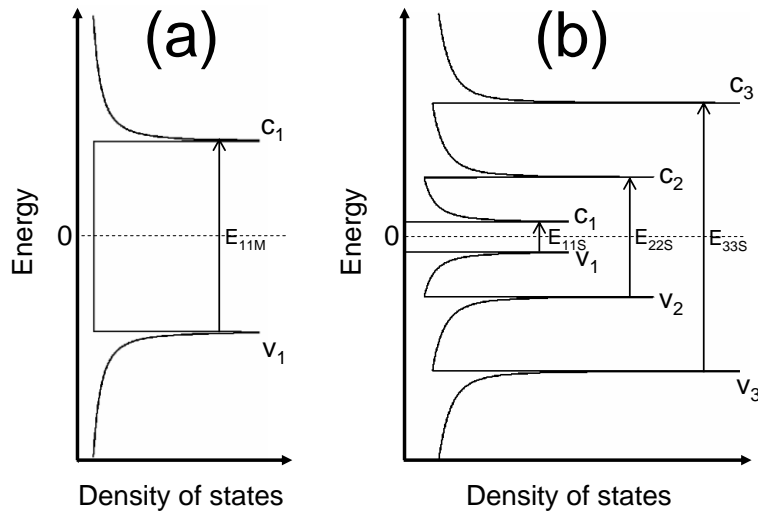 (a)
c1
Energy
0
E11M
v1
Density of states
(b)
c3
c2
c1
Energy
0
E11S
E22S
E33S
v1
v2
v3
Density of states